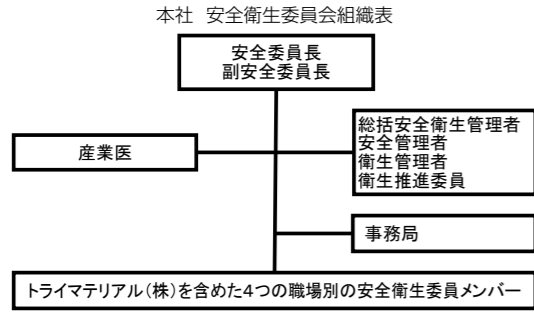 本社 安全衛生委員会組織表
安全委員長
副安全委員長
産業医
総括安全衛生管理者
安全管理者
衛生管理者
衛生推進委員
事務局
トライマテリアル(株)を含めた4つの職場別の安全衛生委員メンバー